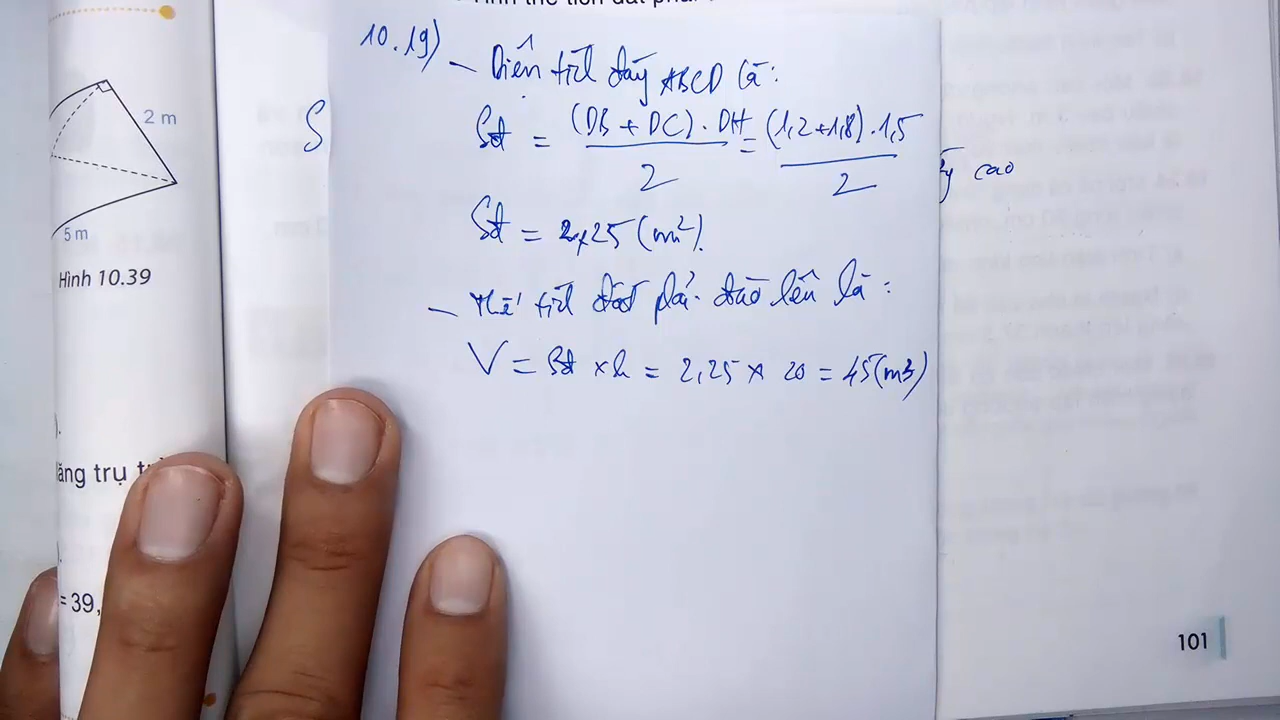 2 m
5 m
Hình 10.39
ăng trụ
= 39,
S
10.19) - Diện tích đáy ABCD là:
Sđ = (DB + DC) . DH / 2 = (1,2+1,8) . 1,5 / 2
Sđ = 2,25 (m²).
- Thể tích đất phải đào lên là:
V = Sđ x h = 2,25 x 20 = 45 (m3)
cao
101